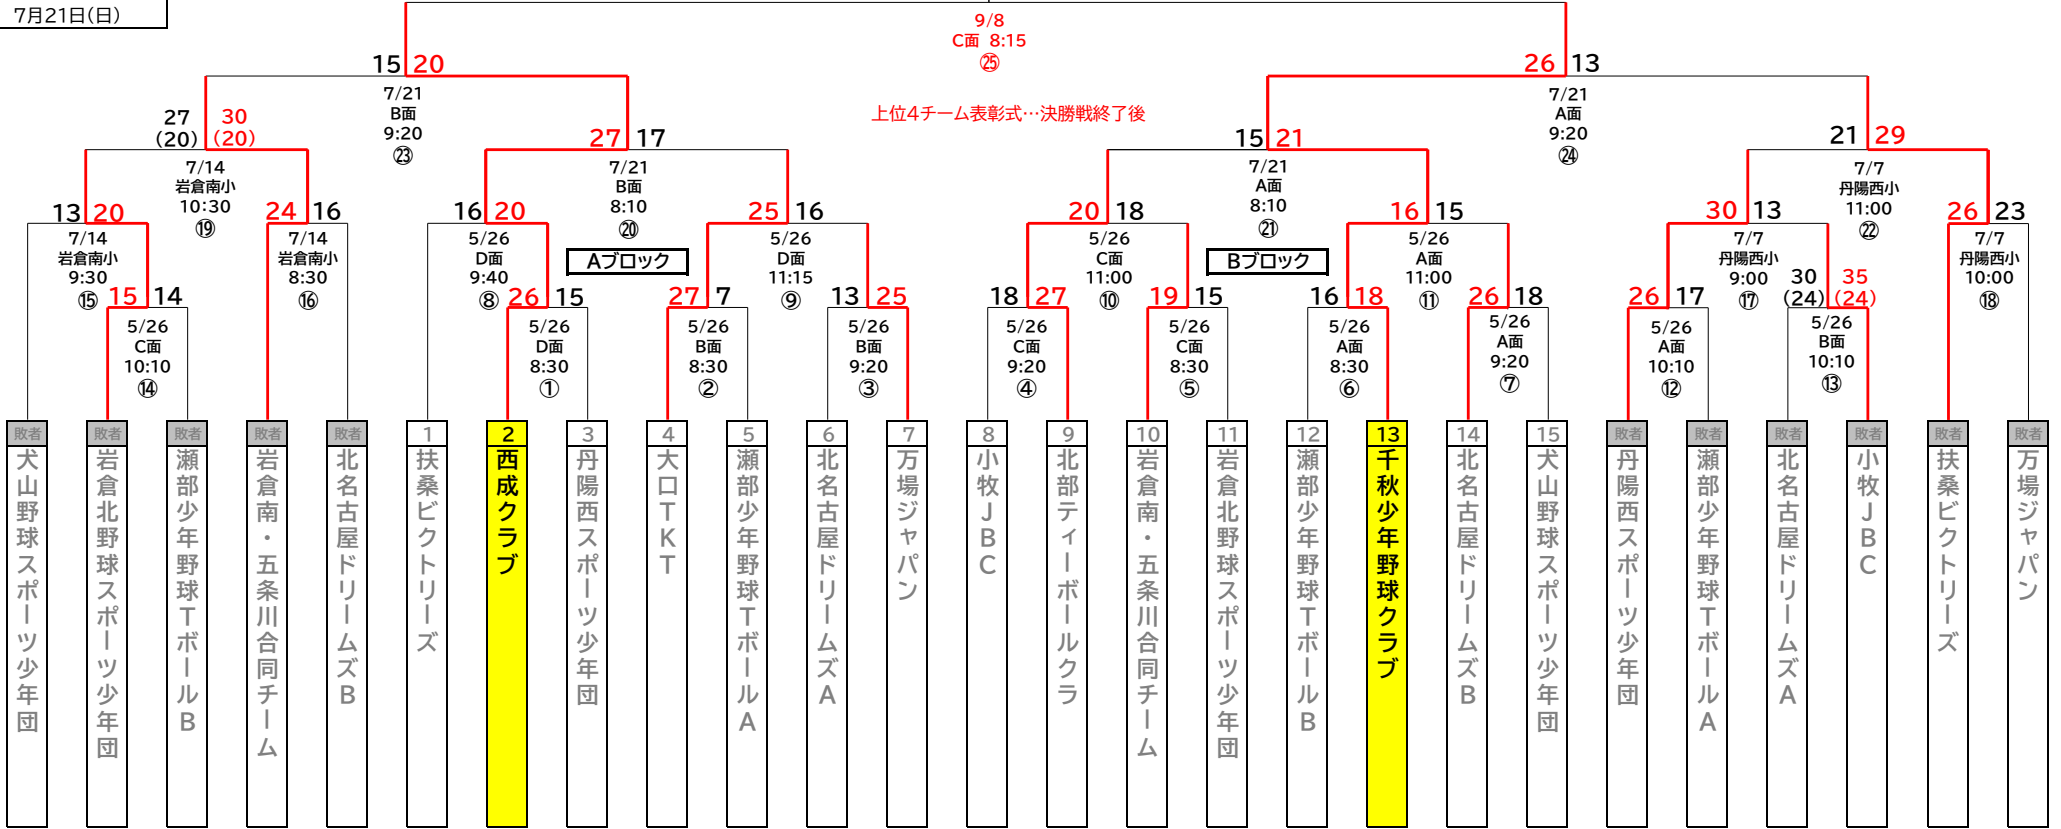 7月21日(日)
9/8
C面 8:15
㉕
15 20
26 13
7/21
B面
9:20
㉓
上位4チーム表彰式…決勝戦終了後
7/21
A面
9:20
㉔
27 30
(20) (20)
27 17
15 21
21 29
7/14
岩倉南小
10:30
⑲
7/21
B面
8:10
⑳
7/21
A面
8:10
㉑
7/7
丹陽西小
11:00
㉒
13 20
24 16
16 20
25 16
20 18
16 15
30 13
26 23
7/14
岩倉南小
9:30
⑮
7/14
岩倉南小
8:30
⑯
5/26
D面
9:40
⑧
Aブロック
5/26
D面
11:15
⑨
5/26
C面
11:00
⑩
Bブロック
5/26
A面
11:00
⑪
7/7
丹陽西小
9:00
⑰
7/7
丹陽西小
10:00
⑱
15 14
26 15
27 7
13 25
18 27
19 15
16 18
26 18
26 17
30 35
(24) (24)
5/26
C面
10:10
⑭
5/26
D面
8:30
①
5/26
B面
8:30
②
5/26
B面
9:20
③
5/26
C面
9:20
④
5/26
C面
8:30
⑤
5/26
A面
8:30
⑥
5/26
A面
9:20
⑦
5/26
A面
10:10
⑫
5/26
B面
10:10
⑬
敗者
犬山野球スポーツ少年団
敗者
岩倉北野球スポーツ少年団
敗者
瀬部少年野球TボールB
敗者
岩倉南・五条川合同チーム
敗者
北名古屋ドリームズB
1
扶桑ビクトリーズ
2
西成クラブ
3
丹陽西スポーツ少年団
4
大口TKT
5
瀬部少年野球TボールA
6
北名古屋ドリームズA
7
万場ジャパン
8
小牧JBC
9
北部ティーボールクラ
10
岩倉南・五条川合同チーム
11
岩倉北野球スポーツ少年団
12
瀬部少年野球TボールB
13
千秋少年野球クラブ
14
北名古屋ドリームズB
15
犬山野球スポーツ少年団
敗者
丹陽西スポーツ少年団
敗者
瀬部少年野球TボールA
敗者
北名古屋ドリームズA
敗者
小牧JBC
敗者
扶桑ビクトリーズ
敗者
万場ジャパン